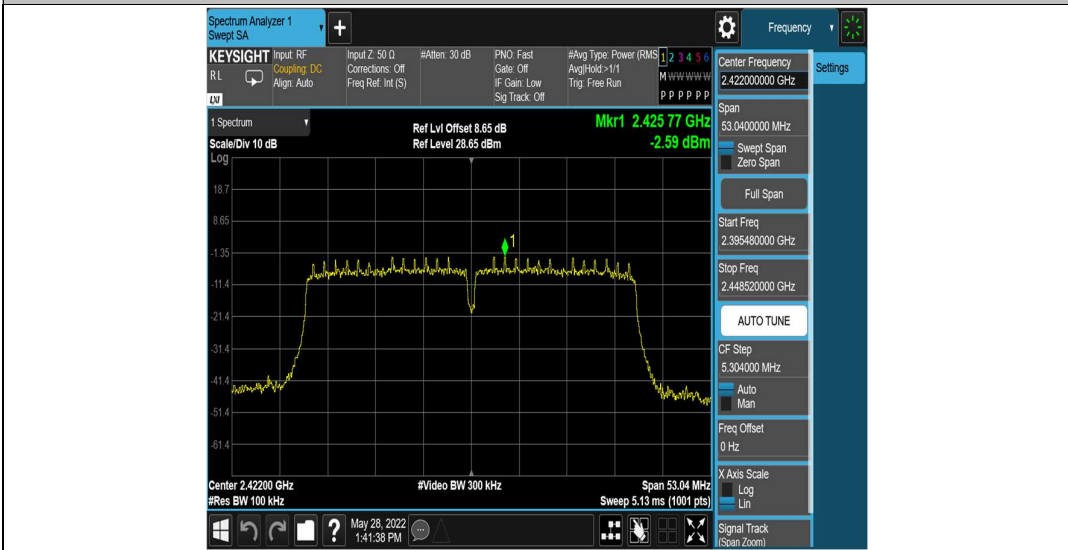 Spectrum Analyzer 1
Swept SA
+
Frequency
KEYSIGHT Input: RF
Input Z: 50 Ω
#Atten: 30 dB
PNO: Fast
#Avg Type: Power (RMS 1 2 3 4 5 6
RL
Coupling: DC
Corrections: Off
Gate: Off
Avg|Hold:>1/1
M W W W W W
Align: Auto
Freq Ref: Int (S)
IF Gain: Low
Trig: Free Run
Sig Track: Off
P P P P P P
LXI
1 Spectrum
Ref Lvl Offset 8.65 dB
Mkr1 2.425 77 GHz
Scale/Div 10 dB
Ref Level 28.65 dBm
-2.59 dBm
Log
18.7
8.65
-1.35
-11.4
-21.4
-31.4
-41.4
-51.4
-61.4
1
Center 2.42200 GHz
#Video BW 300 kHz
Span 53.04 MHz
#Res BW 100 kHz
Sweep 5.13 ms (1001 pts)
Center Frequency
2.422000000 GHz
Settings
Span
53.0400000 MHz
Swept Span
Zero Span
Full Span
Start Freq
2.395480000 GHz
Stop Freq
2.448520000 GHz
AUTO TUNE
CF Step
5.304000 MHz
Auto
Man
Freq Offset
0 Hz
X Axis Scale
Log
Lin
Signal Track
(Span Zoom)
?
May 28, 2022
1:41:38 PM